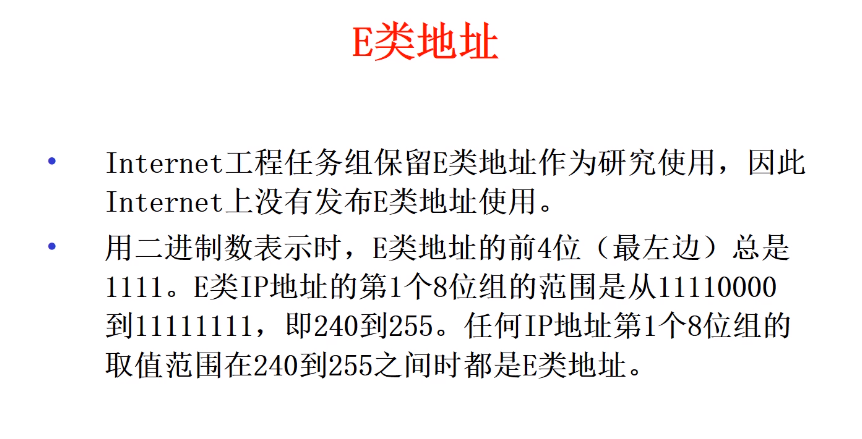 E类地址
• Internet工程任务组保留E类地址作为研究使用，因此
Internet上没有发布E类地址使用。
• 用二进制数表示时，E类地址的前4位（最左边）总是
1111。E类IP地址的第1个8位组的范围是从11110000
到11111111，即240到255。任何IP地址第1个8位组的
取值范围在240到255之间时都是E类地址。